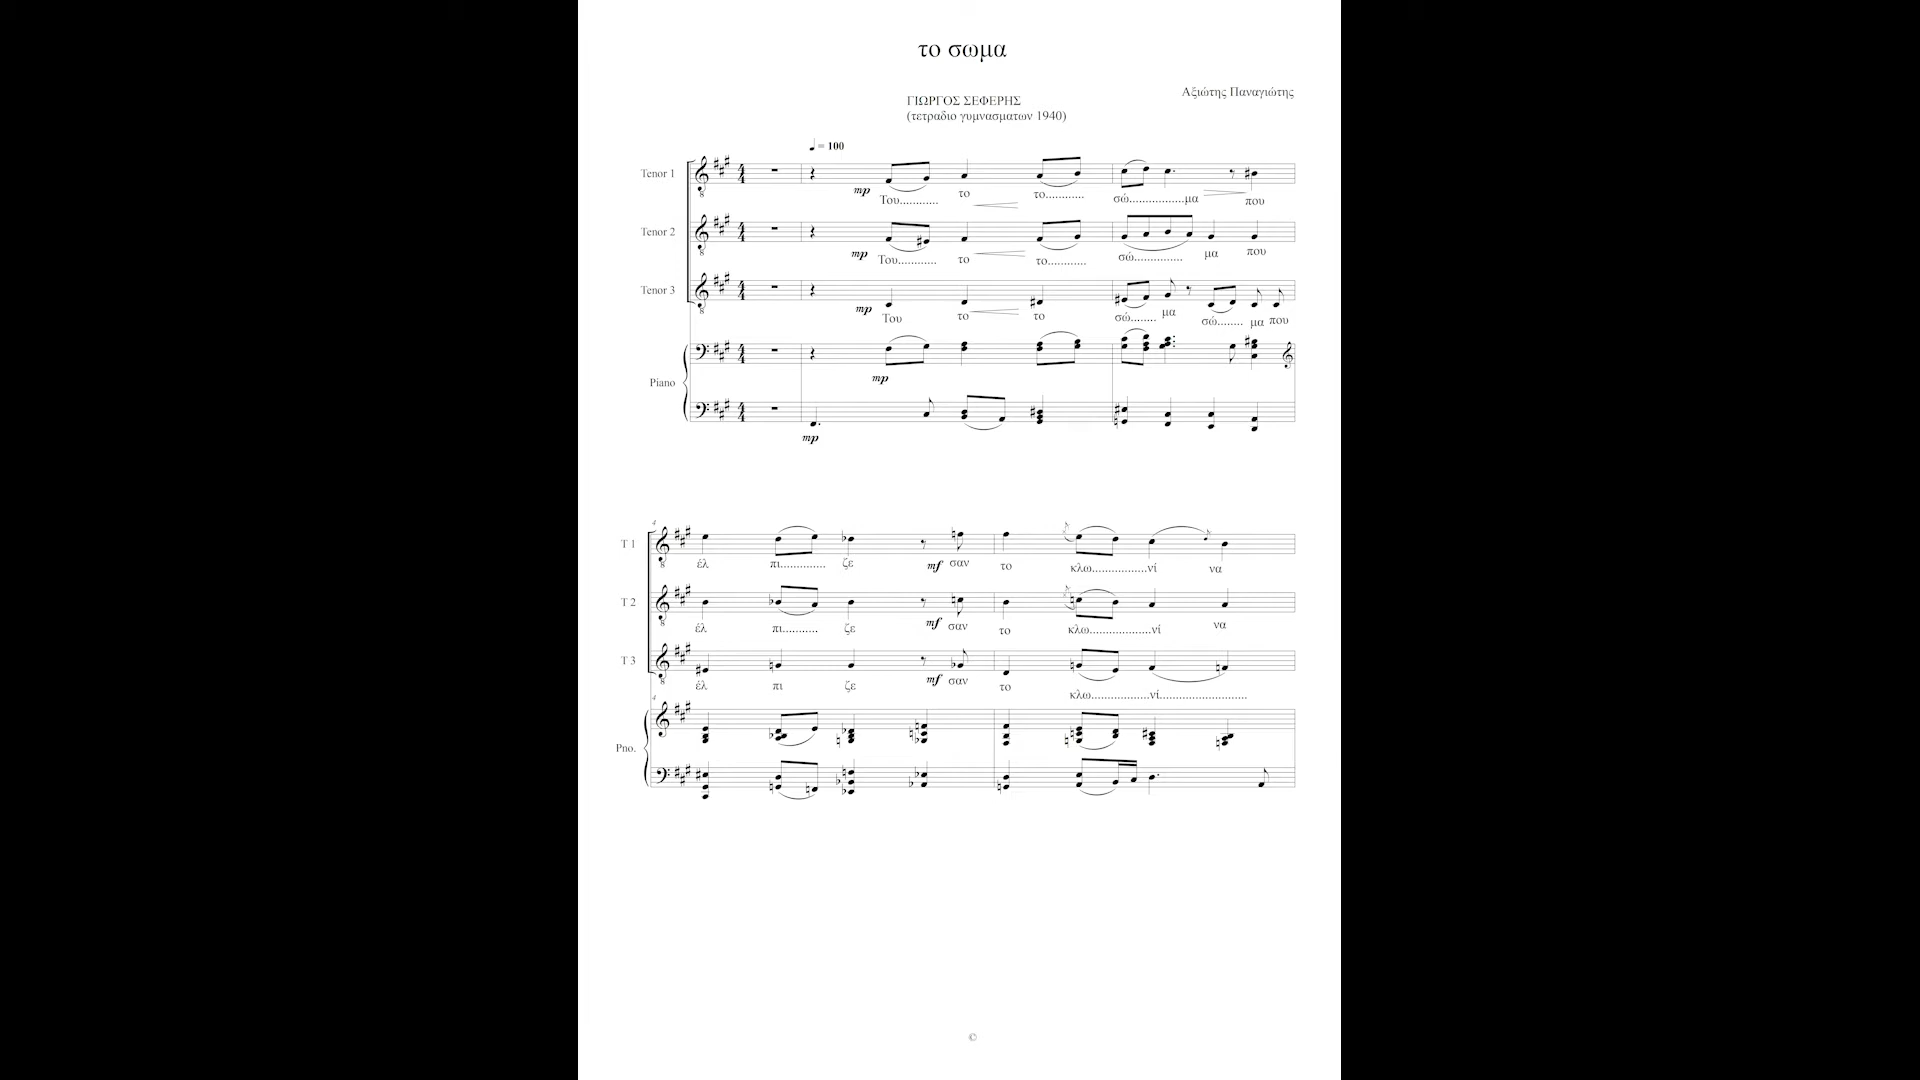 το σωμα
Αξιώτης Παναγιώτης
ΓΙΩΡΓΟΣ ΣΕΦΕΡΗΣ
(τετραδιο γυμνασματων 1940)
= 100
Tenor 1
mp
Του............ το το............ σώ.................μα που
Tenor 2
mp
Του............ το το............ σώ............... μα που
Tenor 3
mp
Του το το σώ........ μα σώ........ μα που
Piano
mp
mp
4
T 1
έλ πι.............. ζε mf σαν το κλω.................νί να
T 2
έλ πι........... ζε mf σαν το κλω...................νί να
T 3
έλ πι ζε mf σαν το κλω..................νί...........................
4
Pno.
©